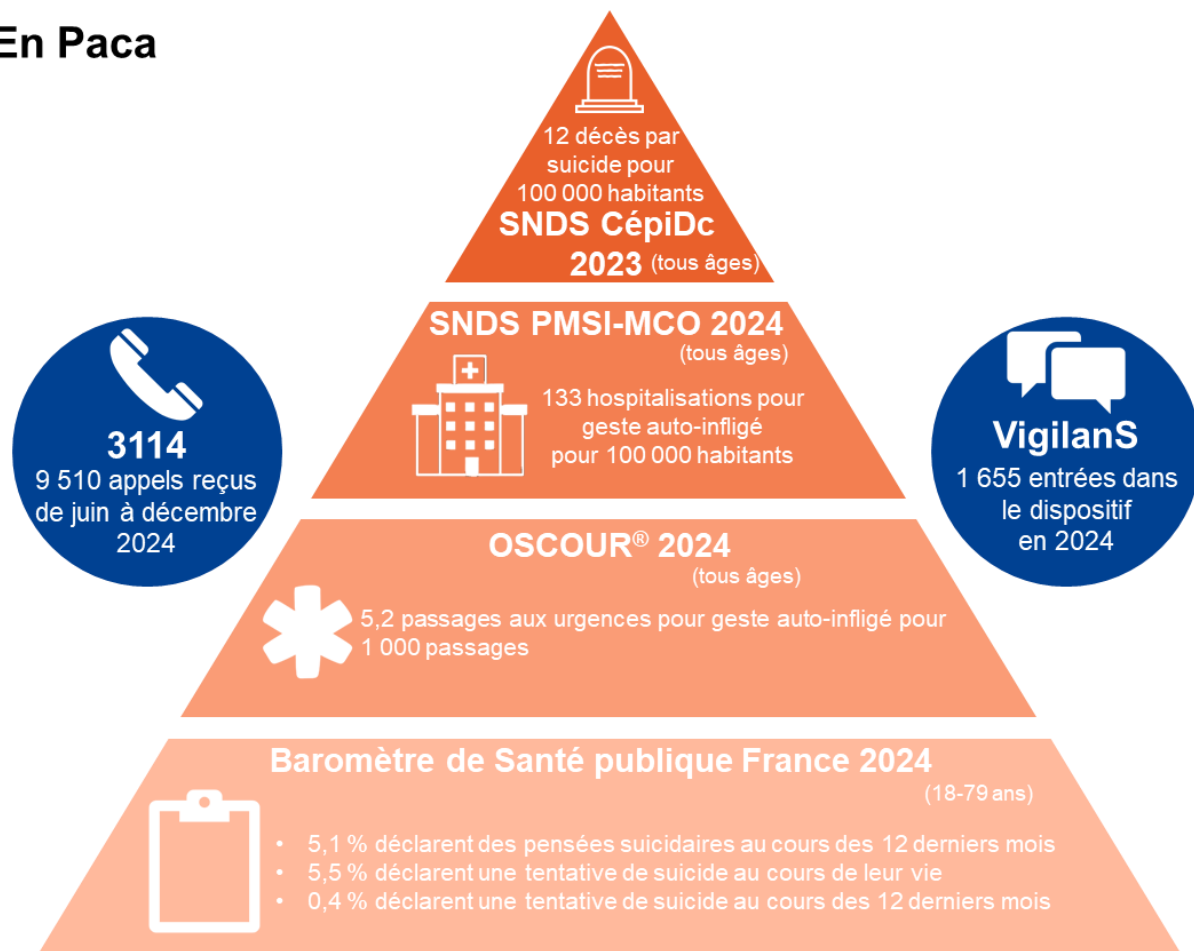 En Paca
12 décès par
suicide pour
100 000 habitants
SNDS CépiDc
2023 (tous âges)
SNDS PMSI-MCO 2024
(tous âges)
133 hospitalisations pour
geste auto-infligé
pour 100 000 habitants
3114
9 510 appels reçus
de juin à décembre
2024
VigilanS
1 655 entrées dans
le dispositif
en 2024
OSCOUR® 2024
(tous âges)
5,2 passages aux urgences pour geste auto-infligé pour
1 000 passages
Baromètre de Santé publique France 2024
(18-79 ans)
• 5,1 % déclarent des pensées suicidaires au cours des 12 derniers mois
• 5,5 % déclarent une tentative de suicide au cours de leur vie
• 0,4 % déclarent une tentative de suicide au cours des 12 derniers mois